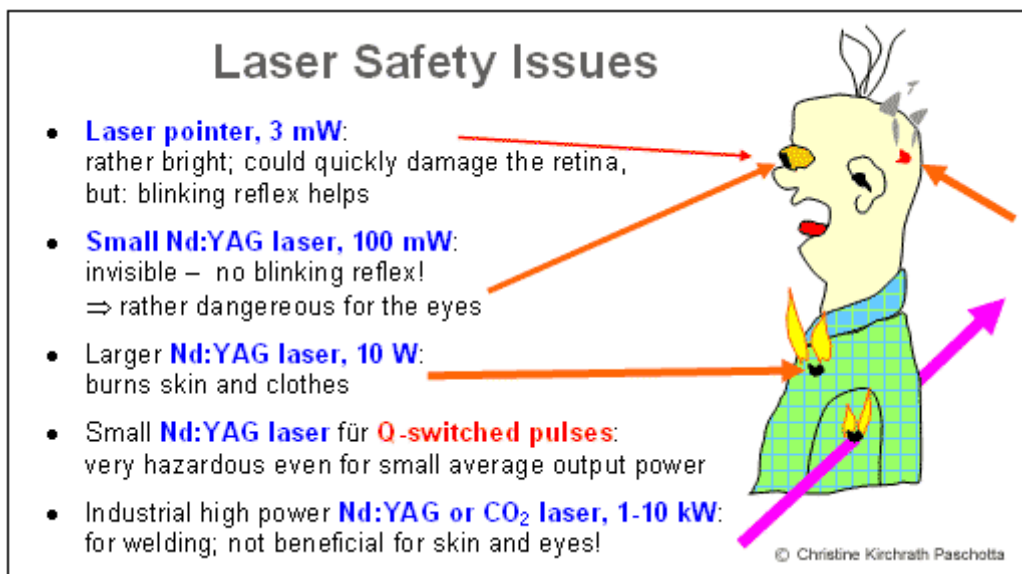 Laser Safety Issues
• Laser pointer, 3 mW:
rather bright; could quickly damage the retina,
but: blinking reflex helps
• Small Nd:YAG laser, 100 mW:
invisible – no blinking reflex!
⇒ rather dangereous for the eyes
• Larger Nd:YAG laser, 10 W:
burns skin and clothes
• Small Nd:YAG laser für Q-switched pulses:
very hazardous even for small average output power
• Industrial high power Nd:YAG or CO₂ laser, 1-10 kW:
for welding; not beneficial for skin and eyes!
© Christine Kirchrath Paschotta